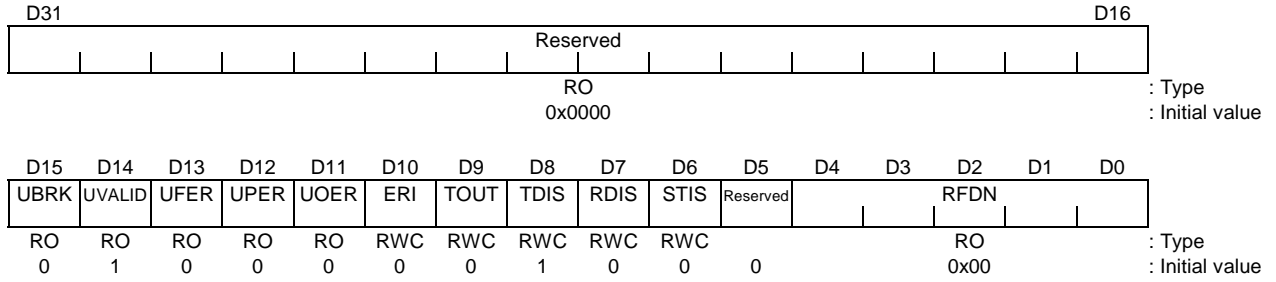 D31 D16
Reserved
RO : Type
0x0000 : Initial value
D15 D14 D13 D12 D11 D10 D9 D8 D7 D6 D5 D4 D3 D2 D1 D0
UBRK UVALID UFER UPER UOER ERI TOUT TDIS RDIS STIS Reserved RFDN
RO RO RO RO RO RWC RWC RWC RWC RWC RO : Type
0 1 0 0 0 0 0 1 0 0 0 0x00 : Initial value